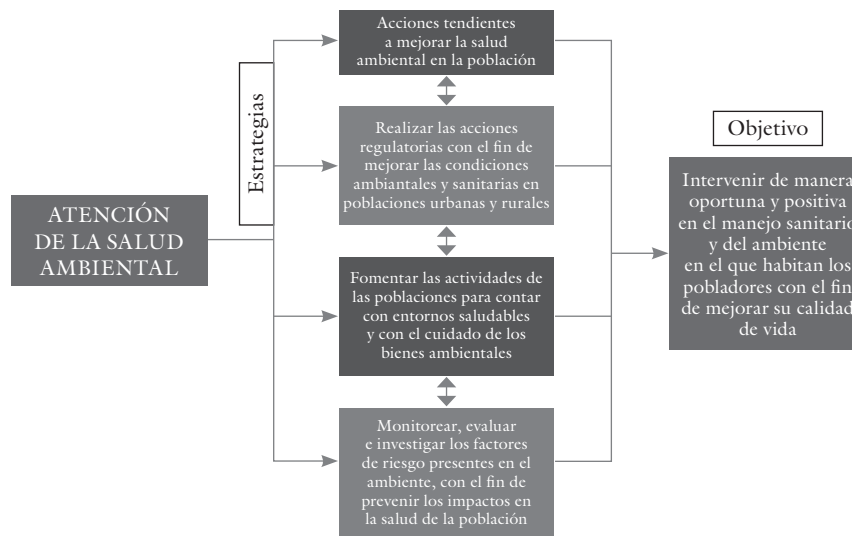 ATENCIÓN
DE LA SALUD
AMBIENTAL
Estrategias
Acciones tendientes
a mejorar la salud
ambiental en la población
Realizar las acciones
regulatorias con el fin de
mejorar las condiciones
ambiantales y sanitarias en
poblaciones urbanas y rurales
Fomentar las actividades de
las poblaciones para contar
con entornos saludables
y con el cuidado de los
bienes ambientales
Monitorear, evaluar
e investigar los factores
de riesgo presentes en el
ambiente, con el fin de
prevenir los impactos en
la salud de la población
Objetivo
Intervenir de manera
oportuna y positiva
en el manejo sanitario
y del ambiente
en el que habitan los
pobladores con el fin
de mejorar su calidad
de vida